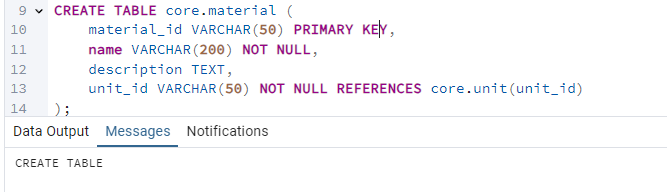 9 CREATE TABLE core.material (
10 material_id VARCHAR(50) PRIMARY KEY,
11 name VARCHAR(200) NOT NULL,
12 description TEXT,
13 unit_id VARCHAR(50) NOT NULL REFERENCES core.unit(unit_id)
14 );
Data Output Messages Notifications
CREATE TABLE